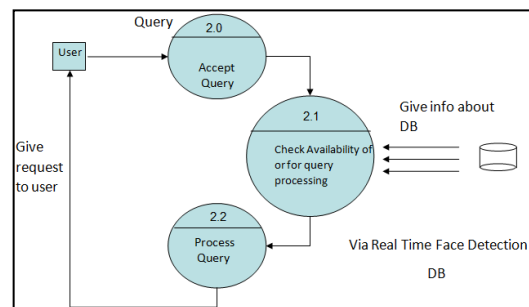 Query
2.0
User
Accept
Query
2.1
Give info about
DB
Check Availability of
or for query
processing
Give
request
to user
2.2
Process
Query
Via Real Time Face Detection
DB